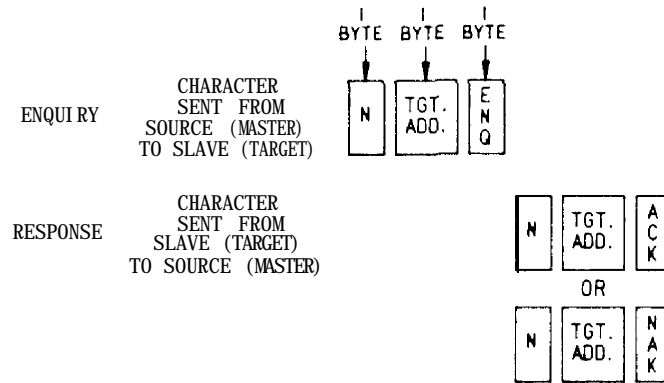 I I I
BYTE BYTE BYTE
ENQUIRY
CHARACTER
SENT FROM
SOURCE (MASTER)
TO SLAVE (TARGET)
N
TGT.
ADD.
E
N
Q
RESPONSE
CHARACTER
SENT FROM
SLAVE (TARGET)
TO SOURCE (MASTER)
N
TGT.
ADD.
A
C
K
OR
N
TGT.
ADD.
N
A
K